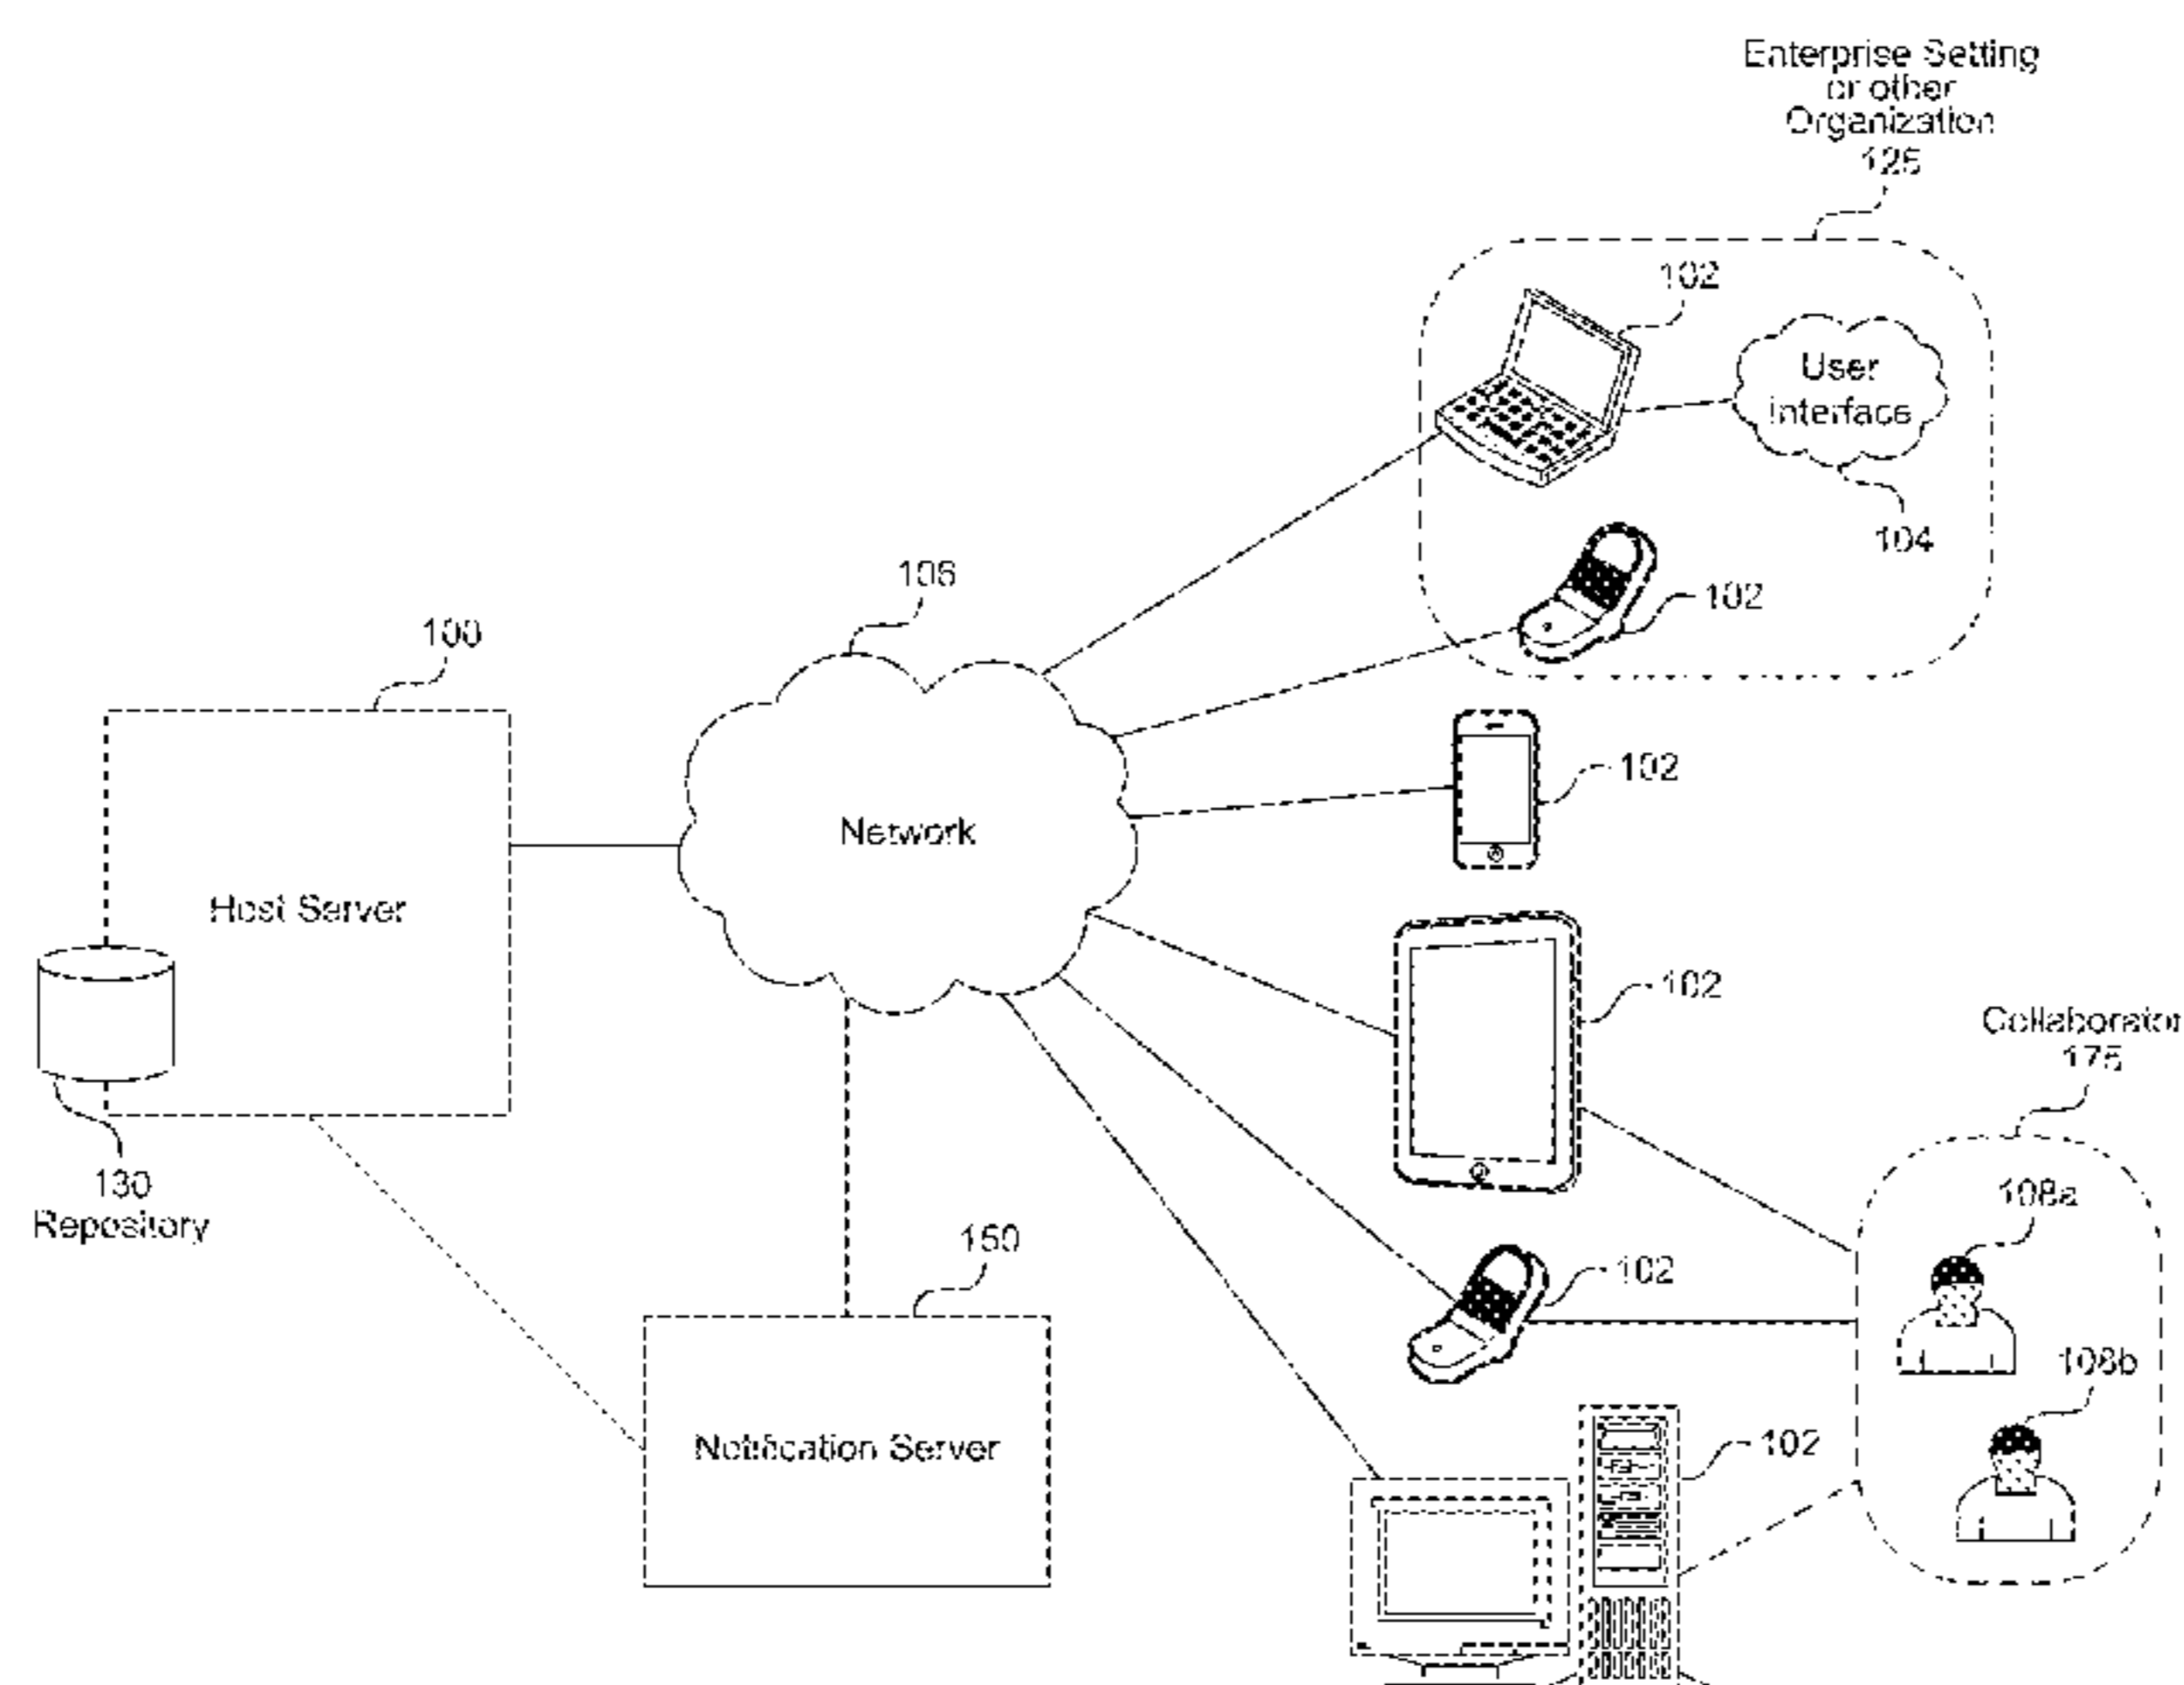 Enterprise Setting
or other
Organization
125
102
User
Interface
104
102
106
100
102
Network
Host Server
102
Collaborator
175
130
Repository
108a
150
102
108b
Notification Server
102